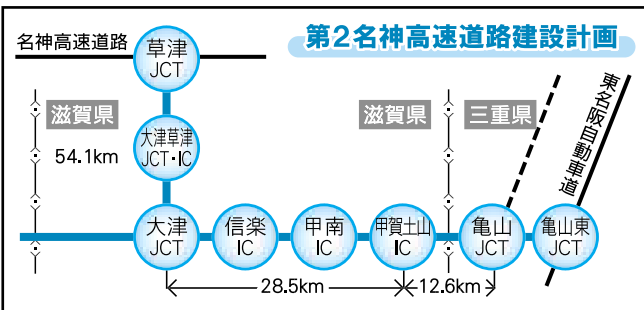 第2名神高速道路建設計画
名神高速道路
草津
JCT
滋賀県
54.1km
大津草津
JCT・IC
滋賀県
三重県
東名阪自動車道
大津
JCT
信楽
IC
甲南
IC
甲賀土山
IC
亀山
JCT
亀山東
JCT
28.5km
12.6km